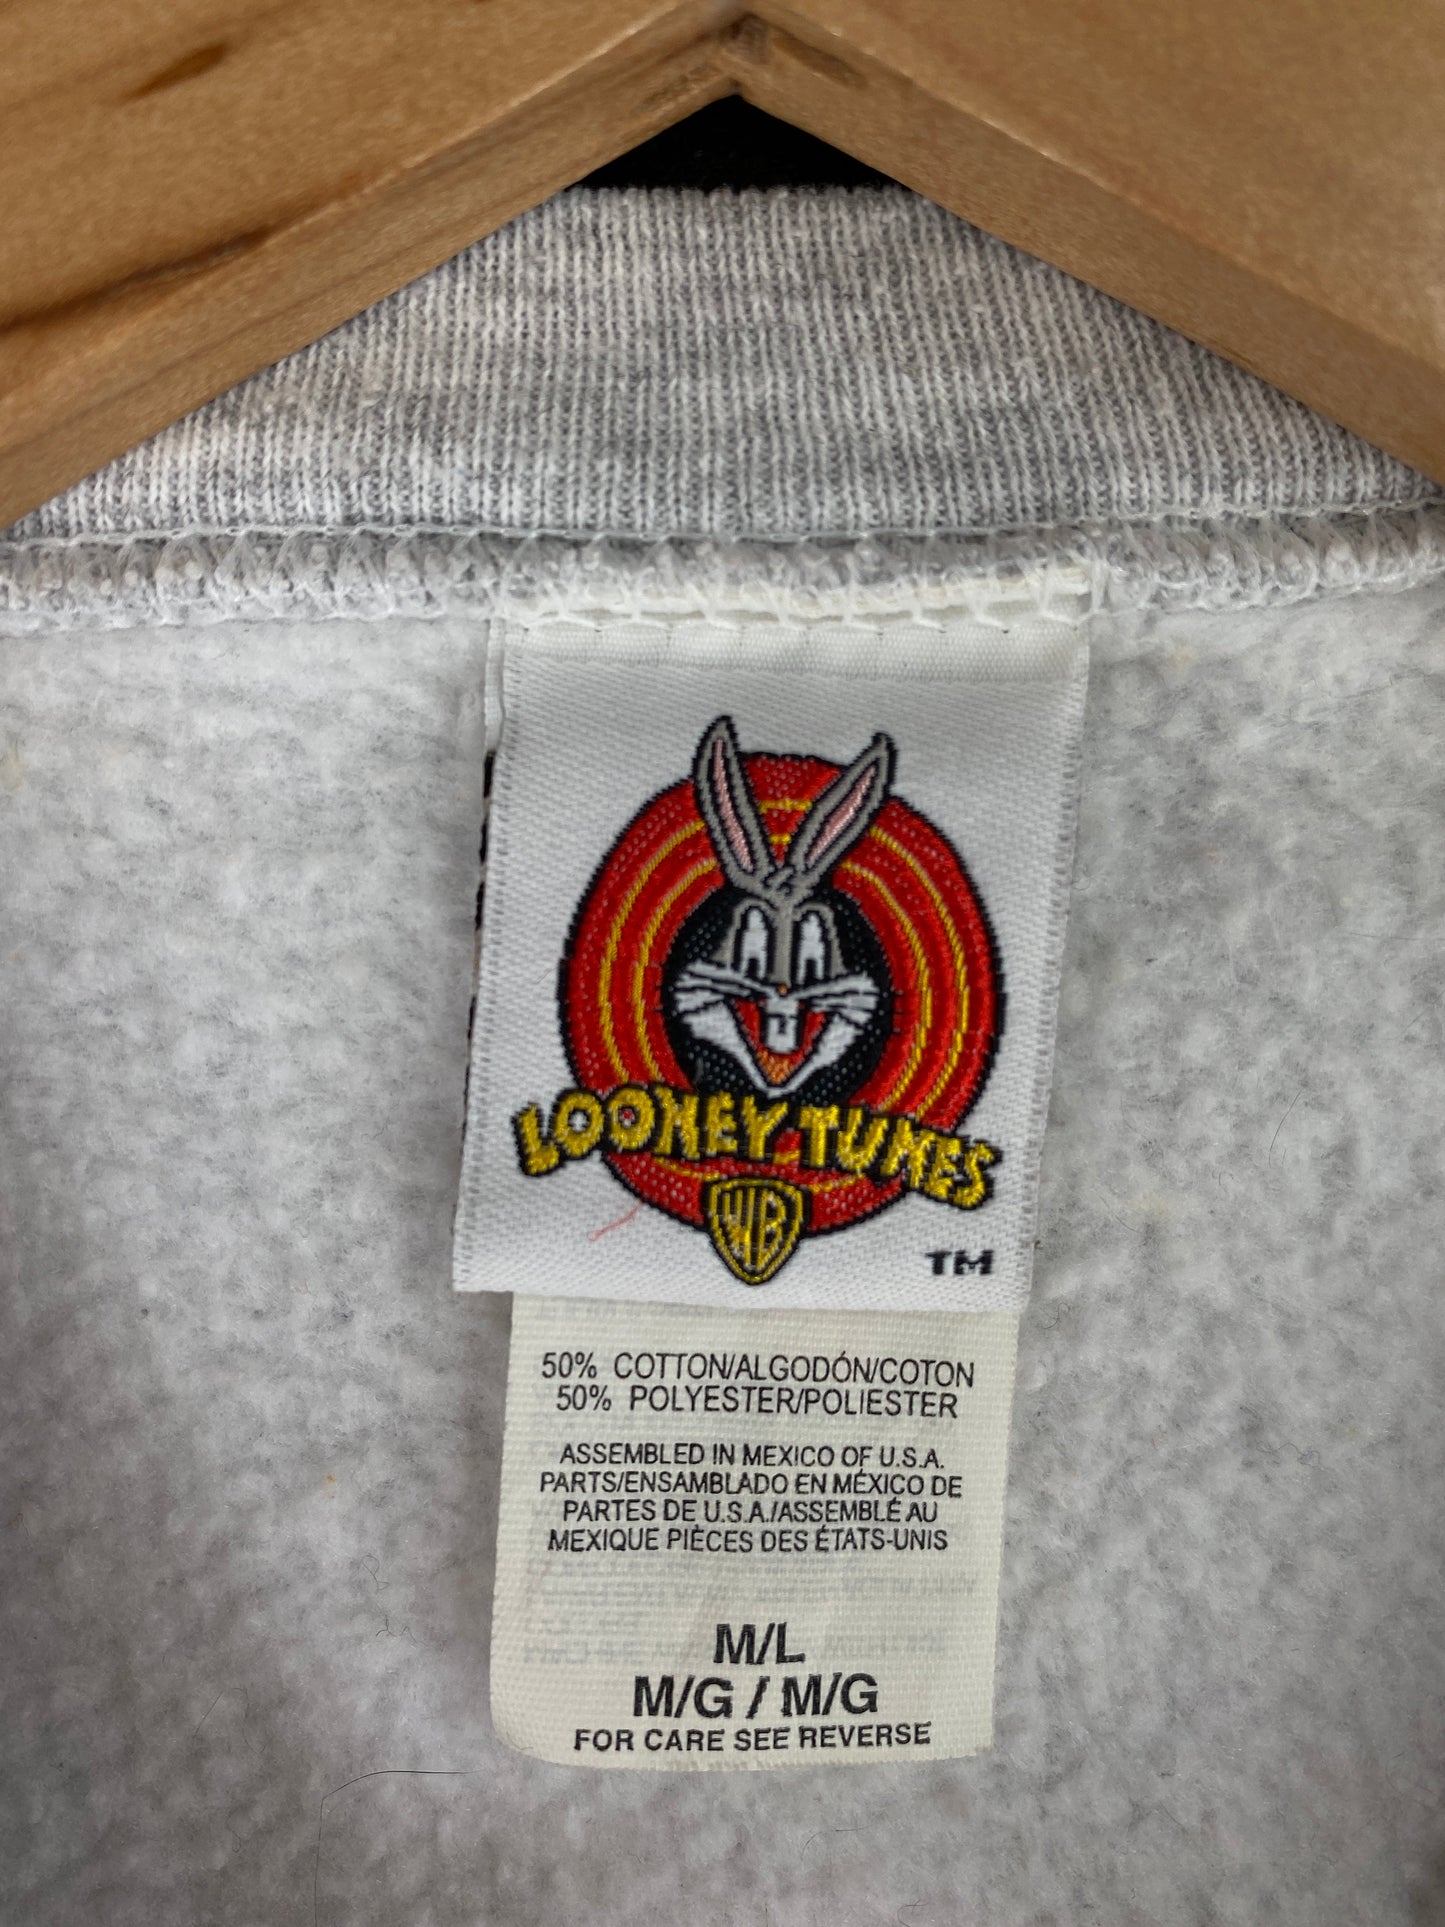 LOONEY TUNES
WB
TM
50% COTTON/ALGODÓN/COTON
50% POLYESTER/POLIESTER
ASSEMBLED IN MEXICO OF U.S.A.
PARTS/ENSAMBLADO EN MÉXICO DE
PARTES DE U.S.A./ASSEMBLÉ AU
MEXIQUE PIÈCES DES ÉTATS-UNIS
M/L
M/G / M/G
FOR CARE SEE REVERSE